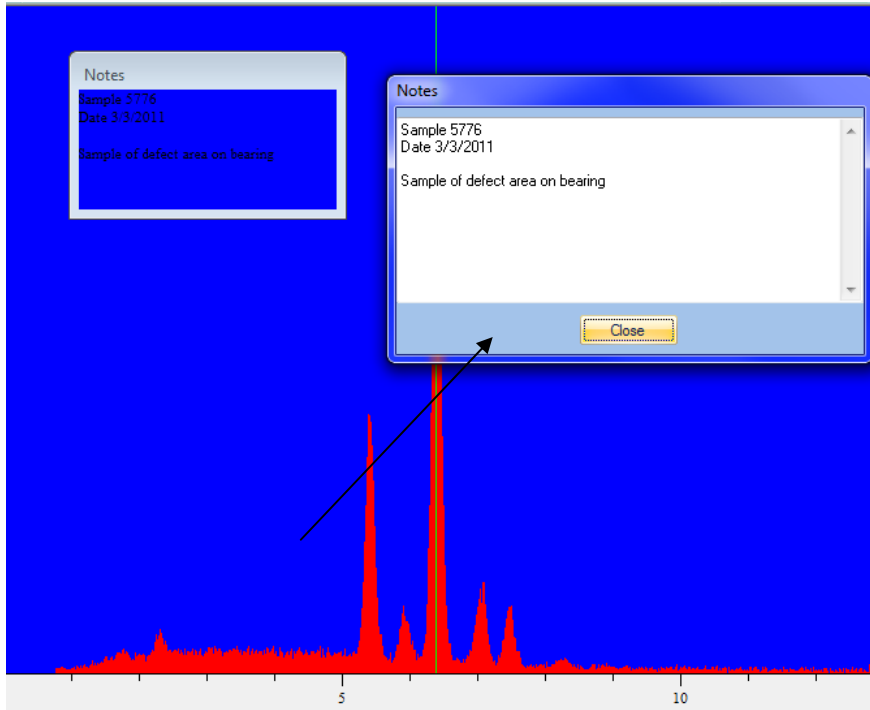 Notes
Sample 5776
Date 3/3/2011
Sample of defect area on bearing
Notes
Sample 5776
Date 3/3/2011
Sample of defect area on bearing
Close
5
10